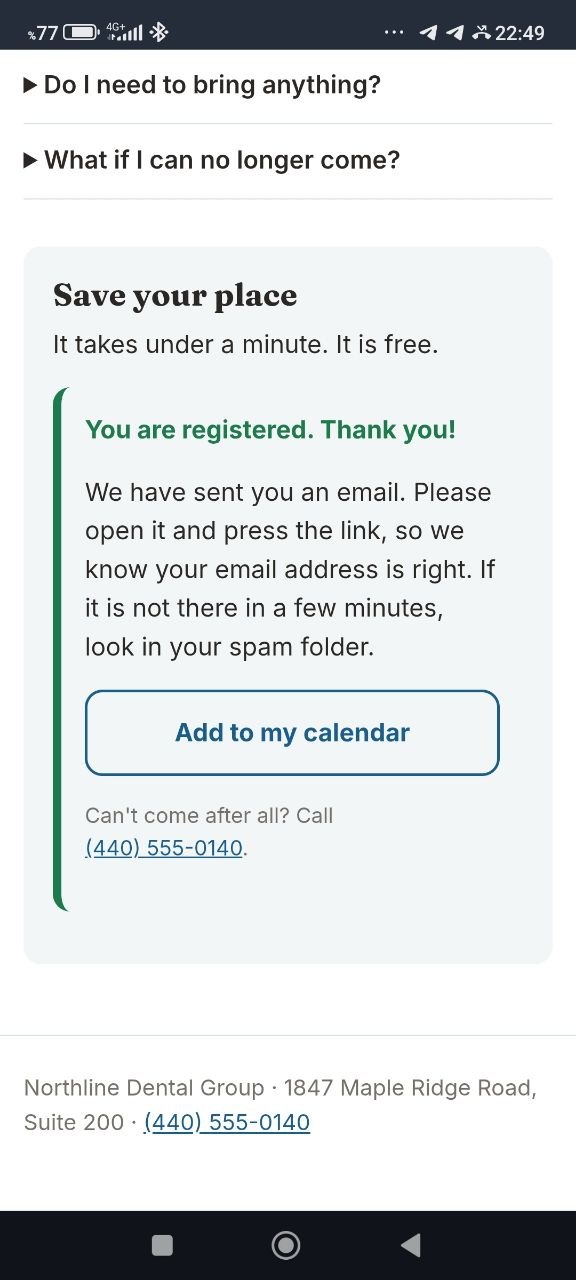 %77 4G+ ... 22:49
▶ Do I need to bring anything?
▶ What if I can no longer come?
Save your place
It takes under a minute. It is free.
You are registered. Thank you!
We have sent you an email. Please
open it and press the link, so we
know your email address is right. If
it is not there in a few minutes,
look in your spam folder.
Add to my calendar
Can't come after all? Call
(440) 555-0140.
Northline Dental Group · 1847 Maple Ridge Road,
Suite 200 · (440) 555-0140